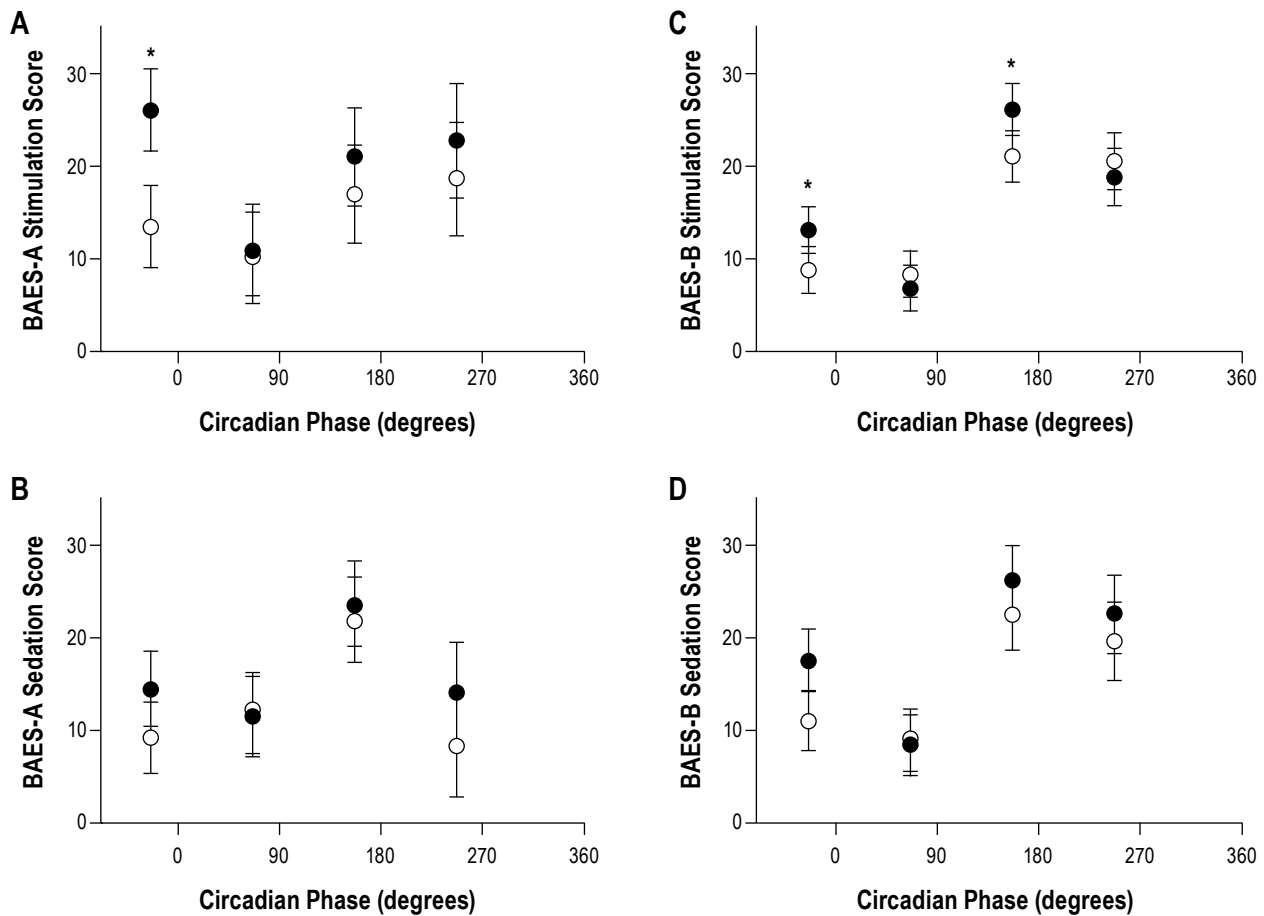 A
BAES-A Stimulation Score
30
20
10
0
*
0 90 180 270 360
Circadian Phase (degrees)
C
BAES-B Stimulation Score
30
20
10
0
*
*
0 90 180 270 360
Circadian Phase (degrees)
B
BAES-A Sedation Score
30
20
10
0
0 90 180 270 360
Circadian Phase (degrees)
D
BAES-B Sedation Score
30
20
10
0
0 90 180 270 360
Circadian Phase (degrees)